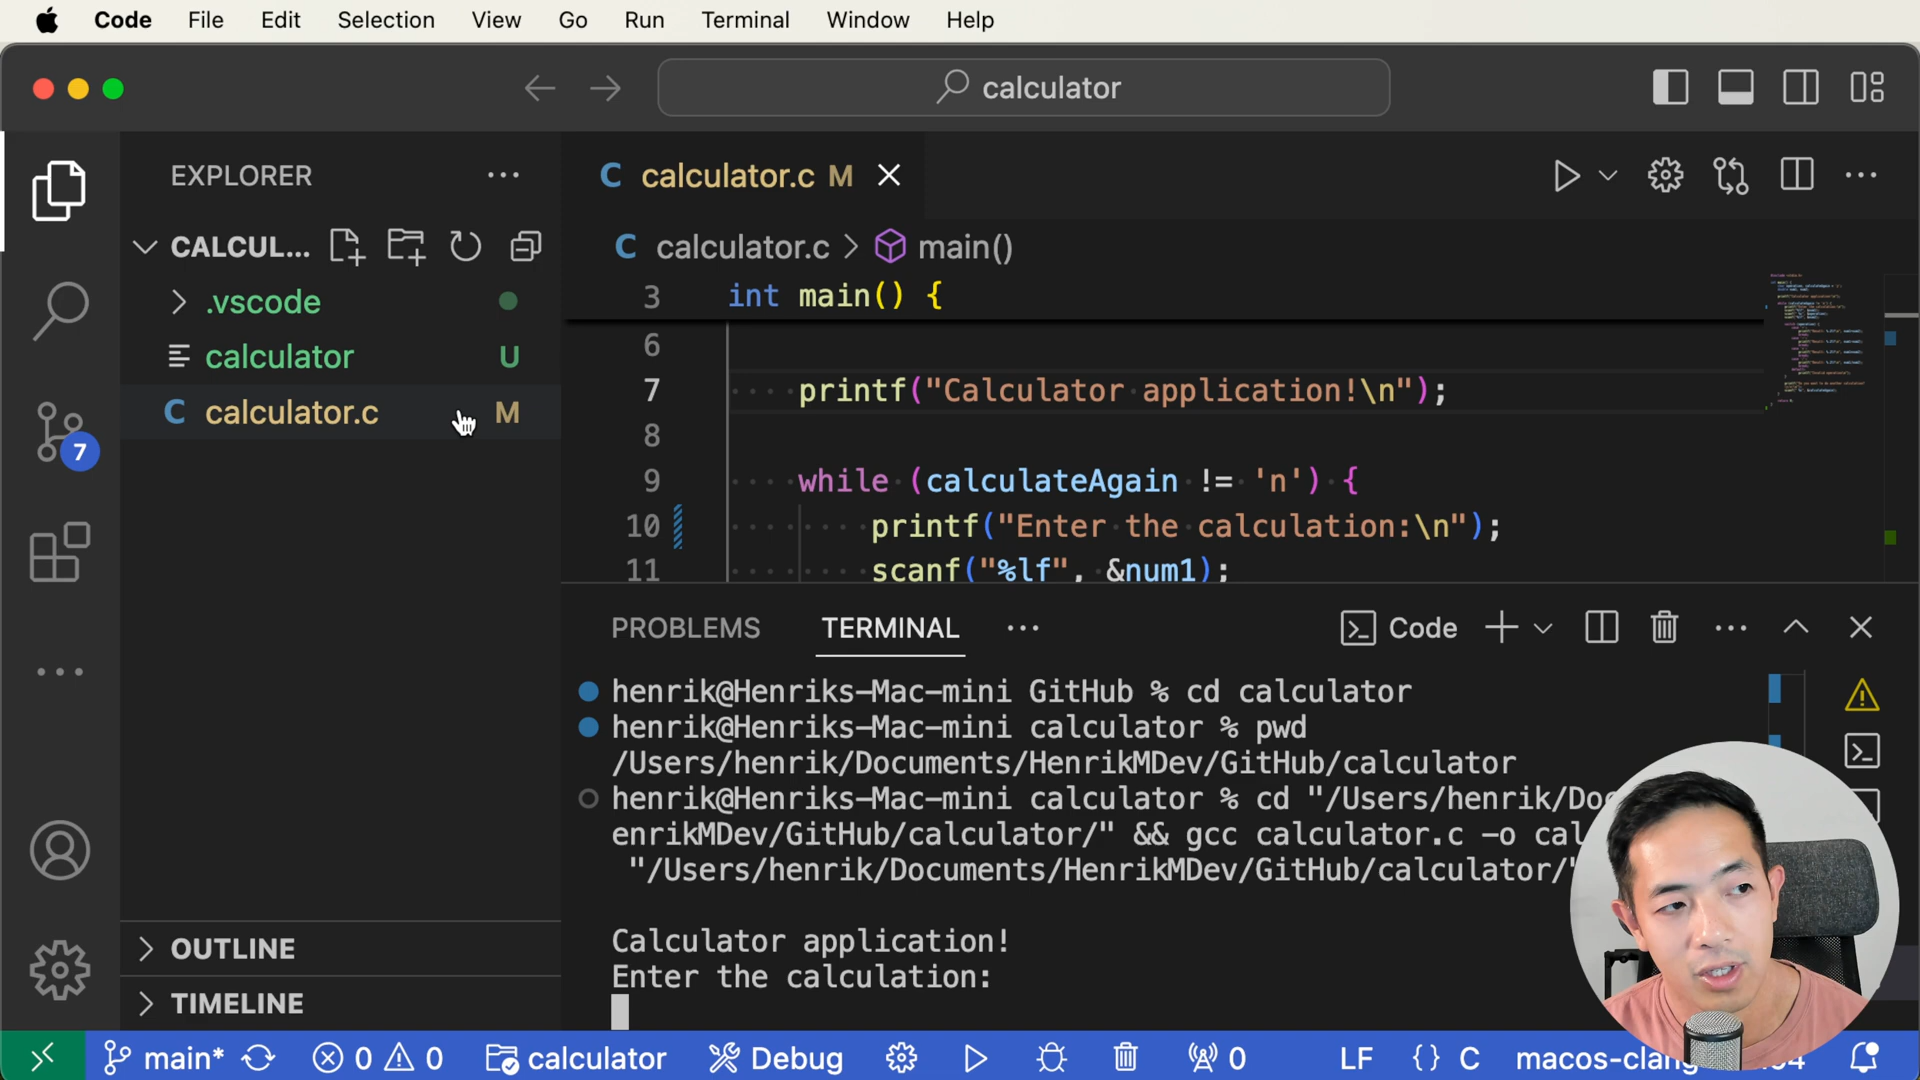 Code File Edit Selection View Go Run Terminal Window Help
calculator
EXPLORER
CALCUL...
.vscode
calculator U
C calculator.c M
7
OUTLINE
TIMELINE
C calculator.c M
C calculator.c > main()
3 int main() {
6
7 printf("Calculator application!\n");
8
9 while (calculateAgain != 'n') {
10 printf("Enter the calculation:\n");
11 scanf("%lf", &num1);
PROBLEMS TERMINAL Code
henrik@Henriks-Mac-mini GitHub % cd calculator
henrik@Henriks-Mac-mini calculator % pwd
/Users/henrik/Documents/HenrikMDev/GitHub/calculator
henrik@Henriks-Mac-mini calculator % cd "/Users/henrik/Doc
enrikMDev/GitHub/calculator/" && gcc calculator.c -o cal
"/Users/henrik/Documents/HenrikMDev/GitHub/calculator/"
Calculator application!
Enter the calculation:
main* 0 0 calculator Debug 0 LF {} C macos-clang